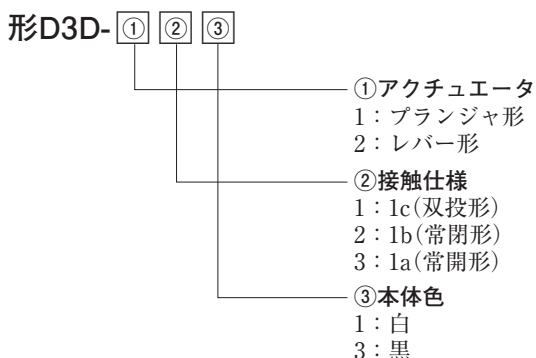 形D3D-①②③
①アクチュエータ
1：プランジャ形
2：レバー形
②接触仕様
1：1c(双投形)
2：1b(常閉形)
3：1a(常開形)
③本体色
1：白
3：黒